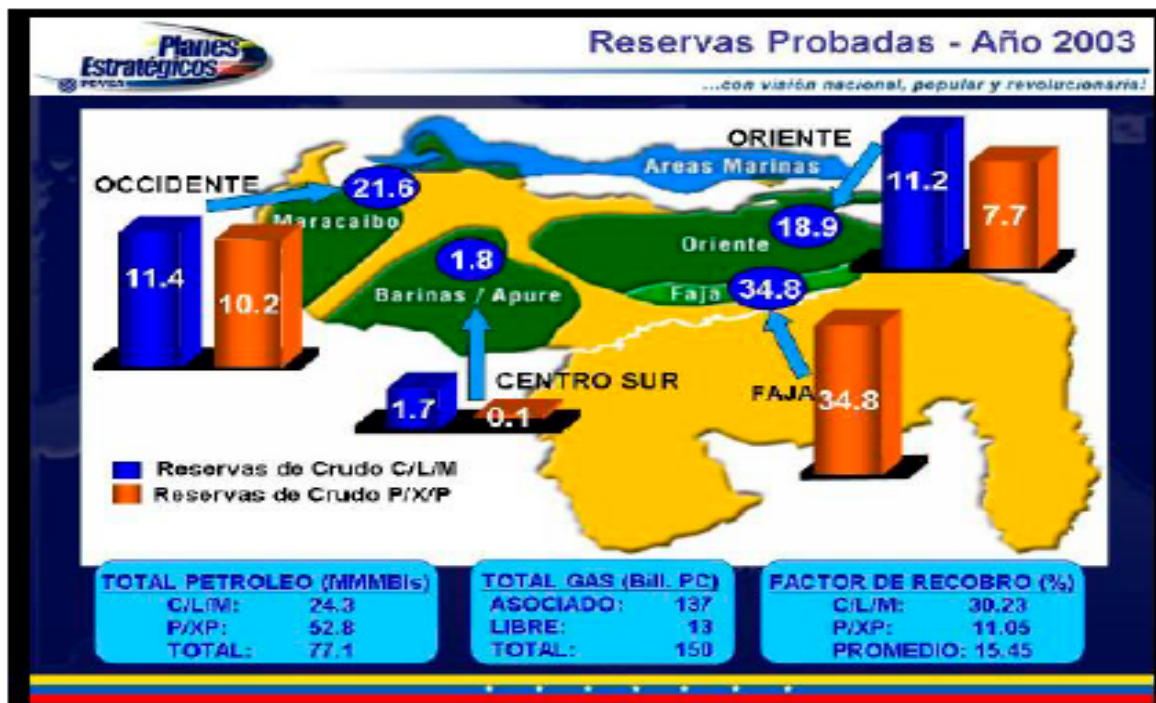 Planes
Estratégicos
PDVSA
Reservas Probadas - Año 2003
...con visión nacional, popular y revolucionaria!
ORIENTE
Areas Marinas
11.2
7.7
OCCIDENTE
21.6
Maracaibo
18.9
Oriente
11.4
10.2
1.8
Barinas / Apure
Faja
34.8
CENTRO SUR
FAJA
34.8
1.7
0.1
Reservas de Crudo C/L/M
Reservas de Crudo P/X/P
TOTAL PETROLEO (MMMBls)
C/L/M: 24.3
P/XP: 52.8
TOTAL: 77.1
TOTAL GAS (Bill. PC)
ASOCIADO: 137
LIBRE: 13
TOTAL: 150
FACTOR DE RECOBRO (%)
C/L/M: 30.23
P/XP: 11.05
PROMEDIO: 15.45